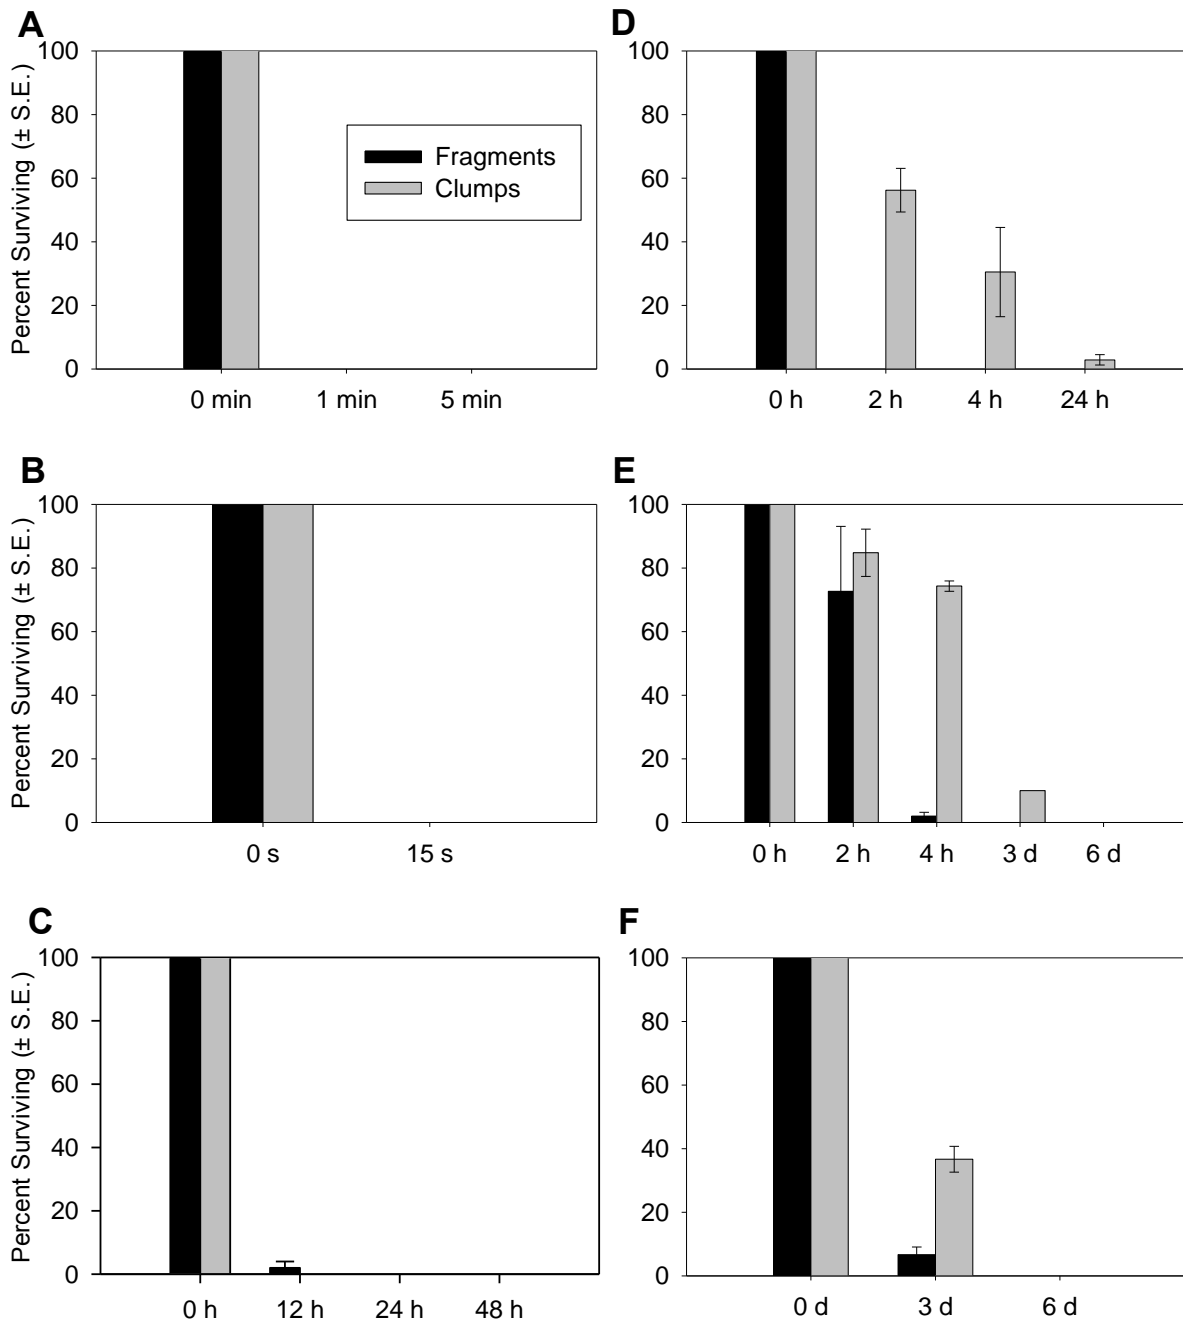 A
Percent Surviving (± S.E.)
100
80
60
40
20
0
Fragments
Clumps
0 min 1 min 5 min
D
100
80
60
40
20
0
0 h 2 h 4 h 24 h
B
Percent Surviving (± S.E.)
100
80
60
40
20
0
0 s 15 s
E
100
80
60
40
20
0
0 h 2 h 4 h 3 d 6 d
C
Percent Surviving (± S.E.)
100
80
60
40
20
0
0 h 12 h 24 h 48 h
F
100
80
60
40
20
0
0 d 3 d 6 d